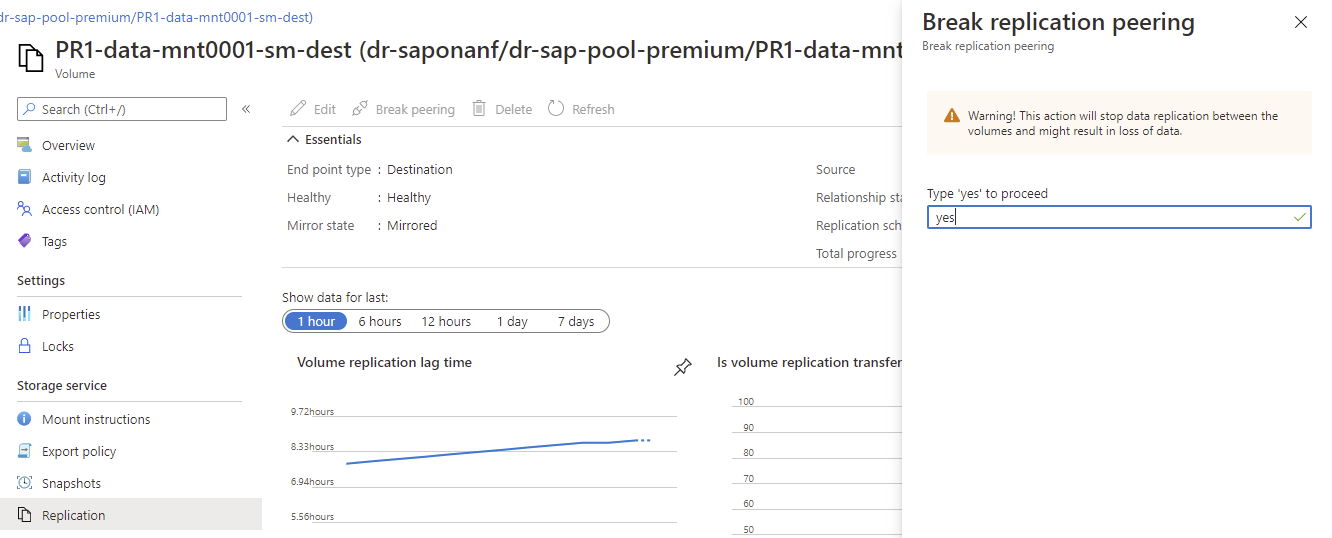 dr-sap-pool-premium/PR1-data-mnt0001-sm-dest)
PR1-data-mnt0001-sm-dest (dr-saponanf/dr-sap-pool-premium/PR1-data-mnt
Volume
Search (Ctrl+/)
«
Overview
Activity log
Access control (IAM)
Tags
Settings
Properties
Locks
Storage service
Mount instructions
Export policy
Snapshots
Replication
Edit
Break peering
Delete
Refresh
Essentials
End point type : Destination
Healthy : Healthy
Mirror state : Mirrored
Source
Relationship sta
Replication sch
Total progress
Show data for last:
1 hour 6 hours 12 hours 1 day 7 days
Volume replication lag time
9.72hours
8.33hours
6.94hours
5.56hours
Is volume replication transfer
100
90
80
70
60
50
Break replication peering
Break replication peering
Warning! This action will stop data replication between the
volumes and might result in loss of data.
Type 'yes' to proceed
yes